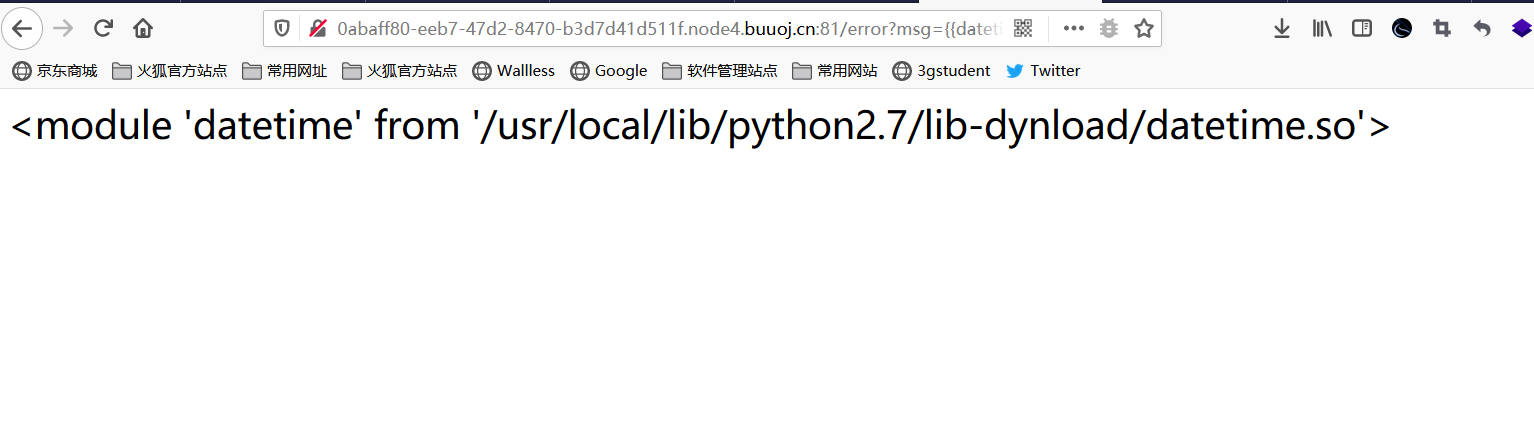 0abaff80-eeb7-47d2-8470-b3d7d41d511f.node4.buuoj.cn:81/error?msg={{dateti
京东商城 火狐官方站点 常用网址 火狐官方站点 Wallless Google 软件管理站点 常用网站 3gstudent Twitter
<module 'datetime' from '/usr/local/lib/python2.7/lib-dynload/datetime.so'>